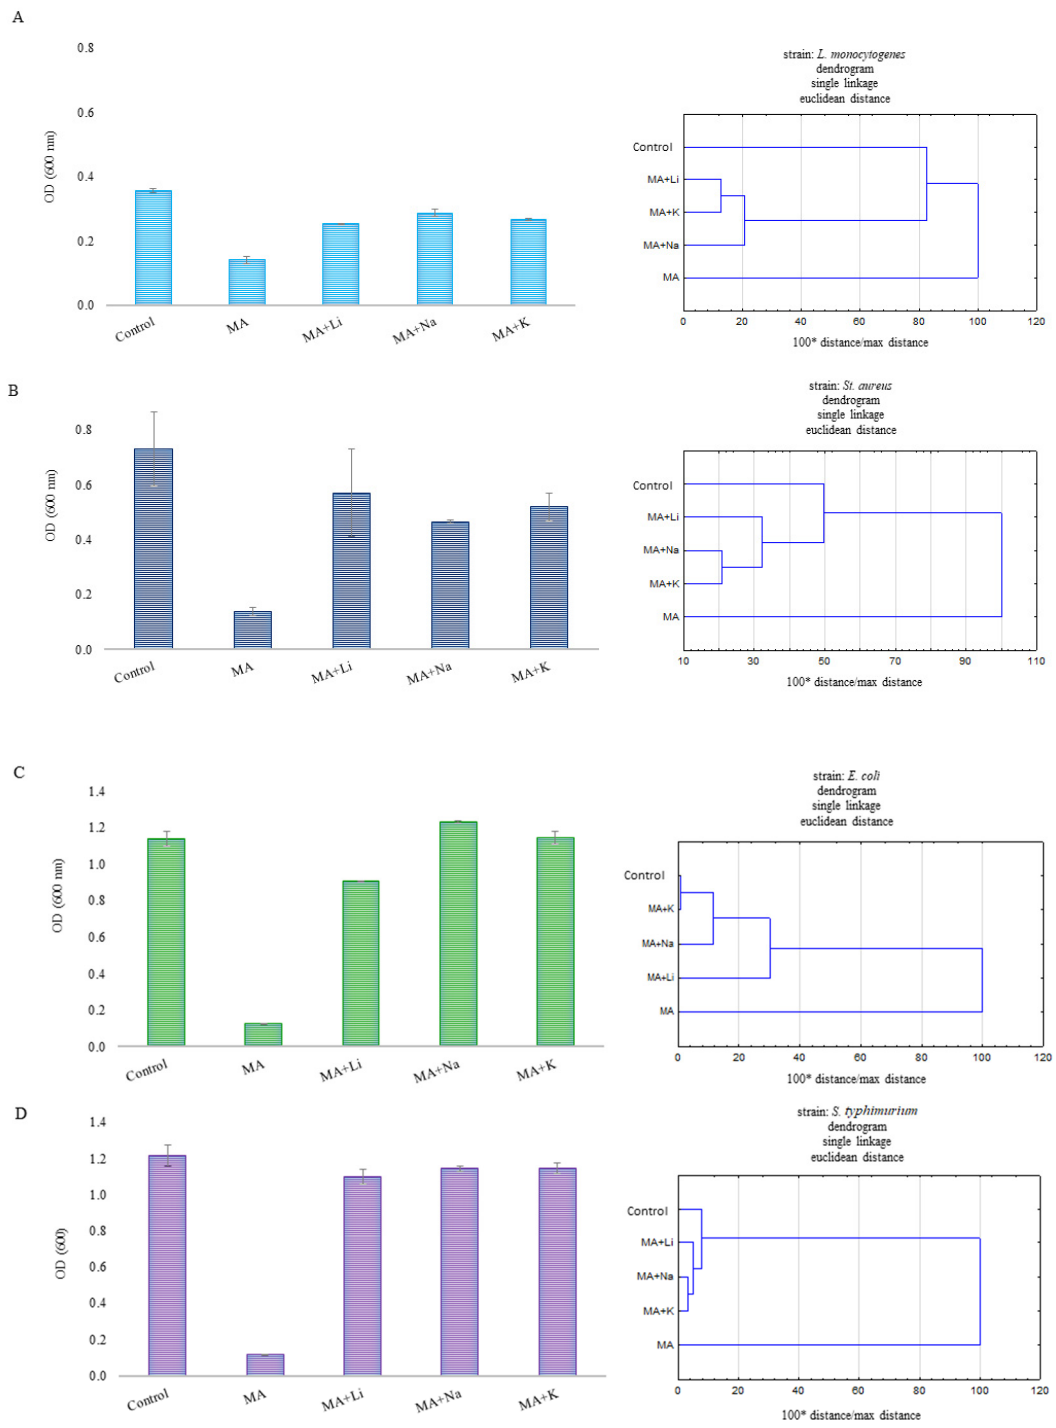 A
0.8
0.6
0.4
0.2
0.0
OD (600 nm)
Control
MA
MA+Li
MA+Na
MA+K
strain: L. monocytogenes
dendrogram
single linkage
euclidean distance
Control
MA+Li
MA+K
MA+Na
MA
0 20 40 60 80 100 120
100* distance/max distance
B
0.8
0.6
0.4
0.2
0.0
OD (600 nm)
Control
MA
MA+Li
MA+Na
MA+K
strain: St. aureus
dendrogram
single linkage
euclidean distance
Control
MA+Li
MA+Na
MA+K
MA
10 30 50 70 90 110
100* distance/max distance
C
1.4
1.2
1.0
0.8
0.6
0.4
0.2
0.0
OD (600 nm)
Control
MA
MA+Li
MA+Na
MA+K
strain: E. coli
dendrogram
single linkage
euclidean distance
Control
MA+K
MA+Na
MA+Li
MA
0 20 40 60 80 100 120
100* distance/max distance
D
1.4
1.2
1.0
0.8
0.6
0.4
0.2
0.0
OD (600)
Control
MA
MA+Li
MA+Na
MA+K
strain: S. typhimurium
dendrogram
single linkage
euclidean distance
Control
MA+Li
MA+Na
MA+K
MA
0 20 40 60 80 100 120
100* distance/max distance